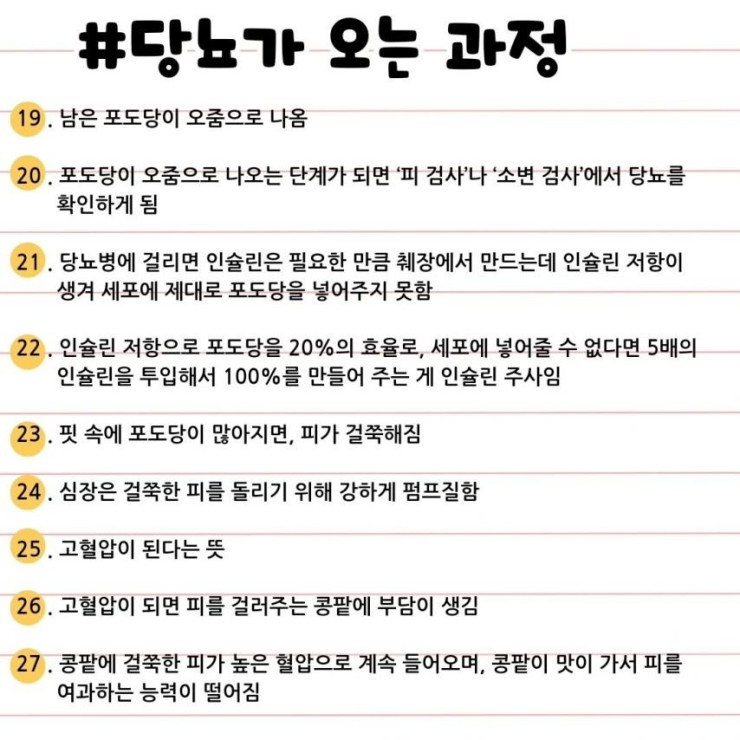 #당뇨가 오는 과정
19. 남은 포도당이 오줌으로 나옴
20. 포도당이 오줌으로 나오는 단계가 되면 ‘피 검사’나 ‘소변 검사’에서 당뇨를
확인하게 됨
21. 당뇨병에 걸리면 인슐린은 필요한 만큼 췌장에서 만드는데 인슐린 저항이
생겨 세포에 제대로 포도당을 넣어주지 못함
22. 인슐린 저항으로 포도당을 20%의 효율로, 세포에 넣어줄 수 없다면 5배의
인슐린을 투입해서 100%를 만들어 주는 게 인슐린 주사임
23. 핏 속에 포도당이 많아지면, 피가 걸쭉해짐
24. 심장은 걸쭉한 피를 돌리기 위해 강하게 펌프질함
25. 고혈압이 된다는 뜻
26. 고혈압이 되면 피를 걸러주는 콩팥에 부담이 생김
27. 콩팥에 걸쭉한 피가 높은 혈압으로 계속 들어오며, 콩팥이 맛이 가서 피를
여과하는 능력이 떨어짐